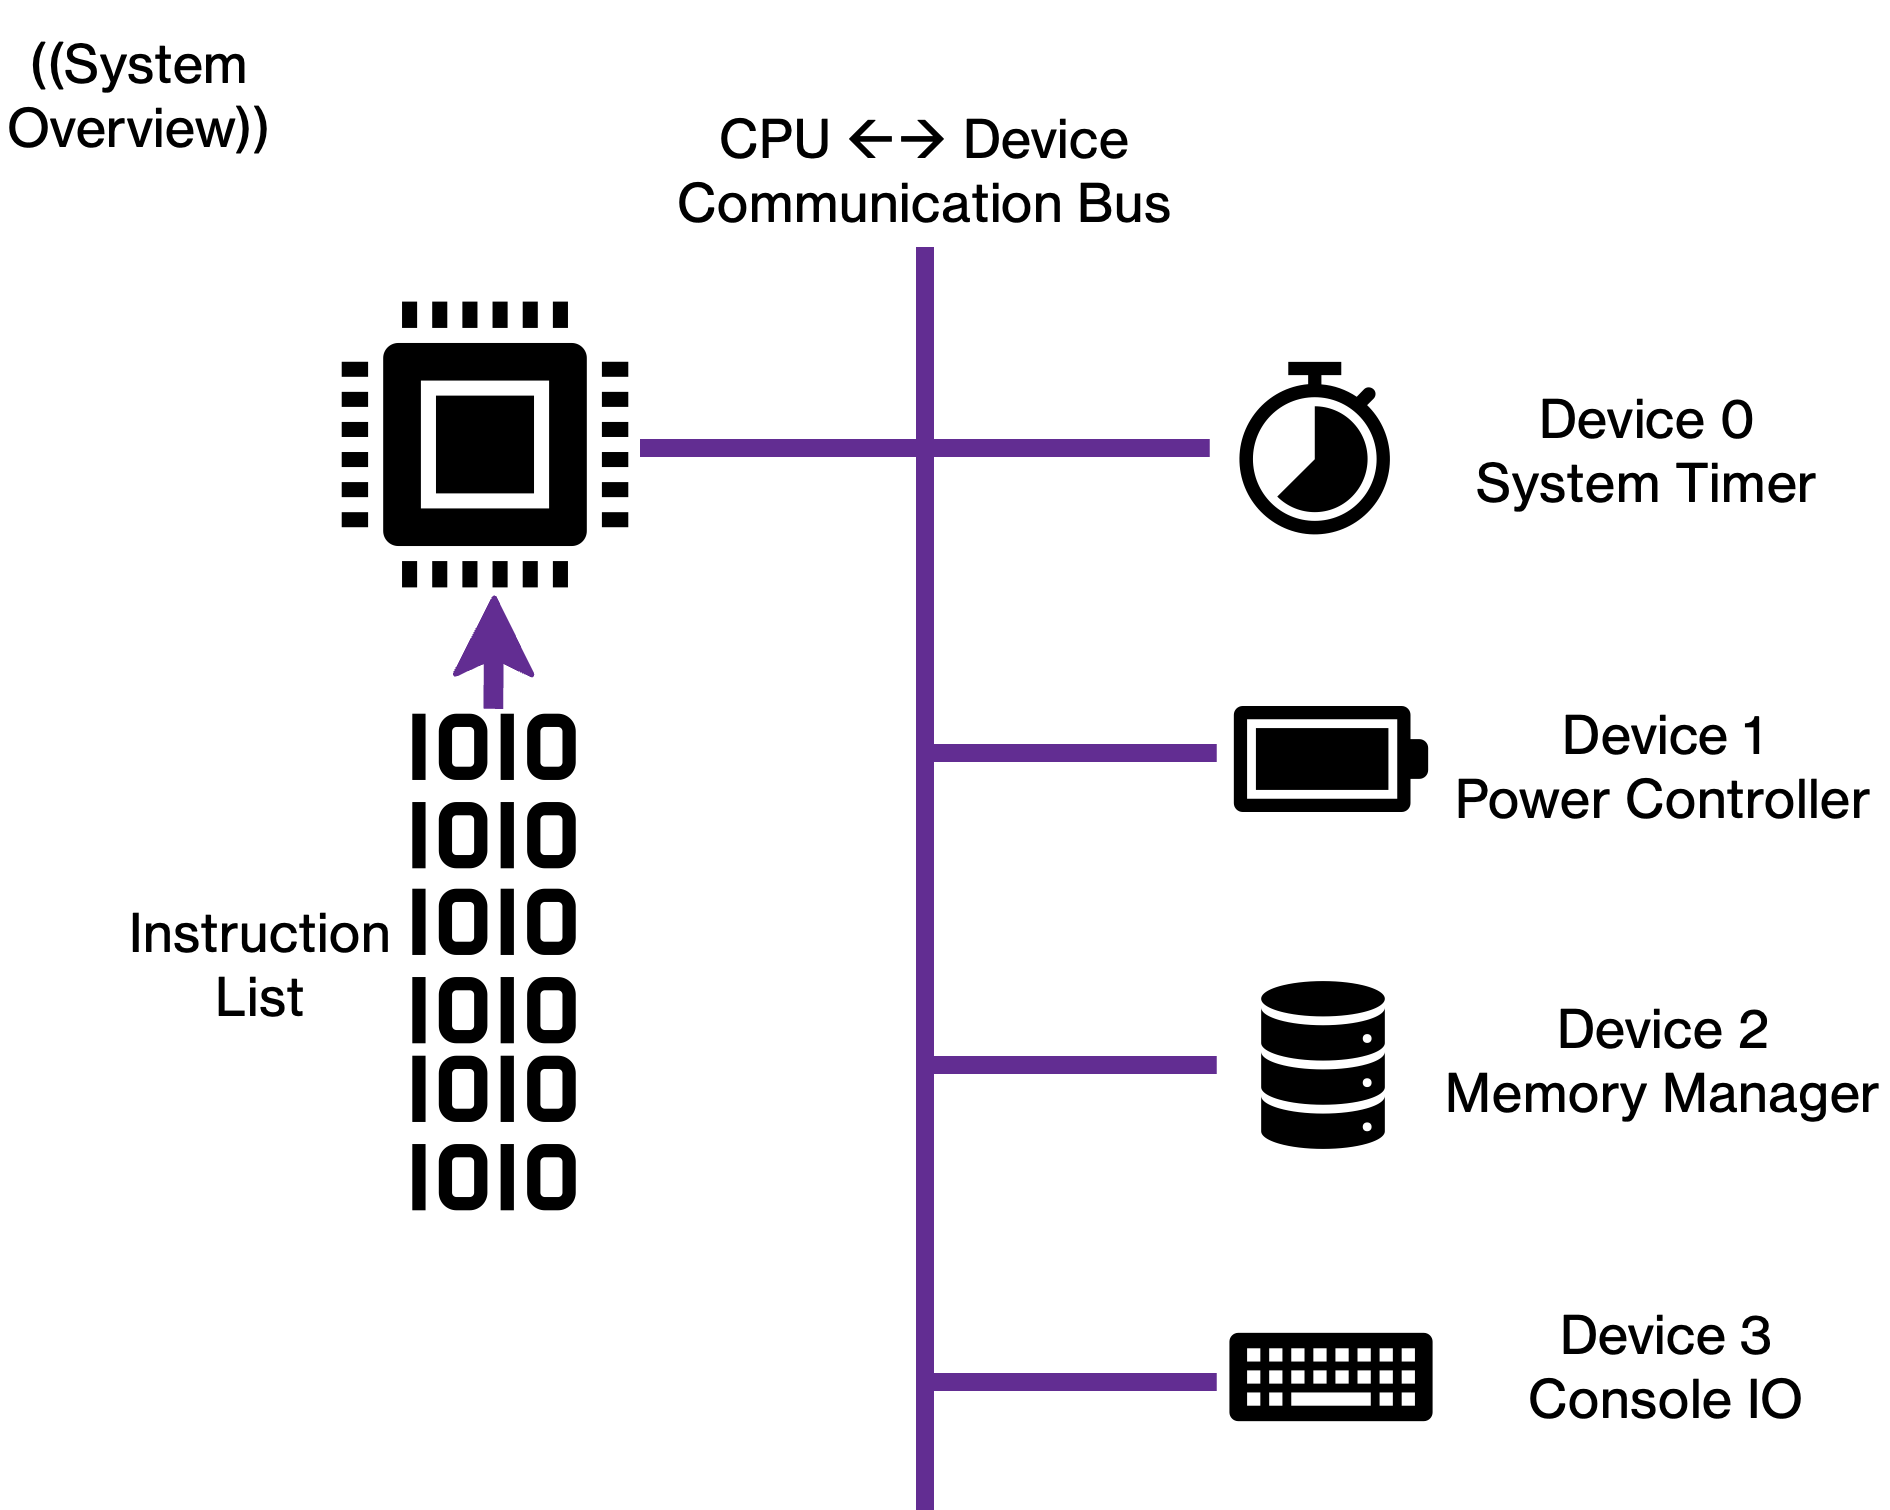 ((System
Overview))
CPU ←→ Device
Communication Bus
Device 0
System Timer
Device 1
Power Controller
1010
1010
1010
1010
1010
1010
Instruction
List
Device 2
Memory Manager
Device 3
Console IO